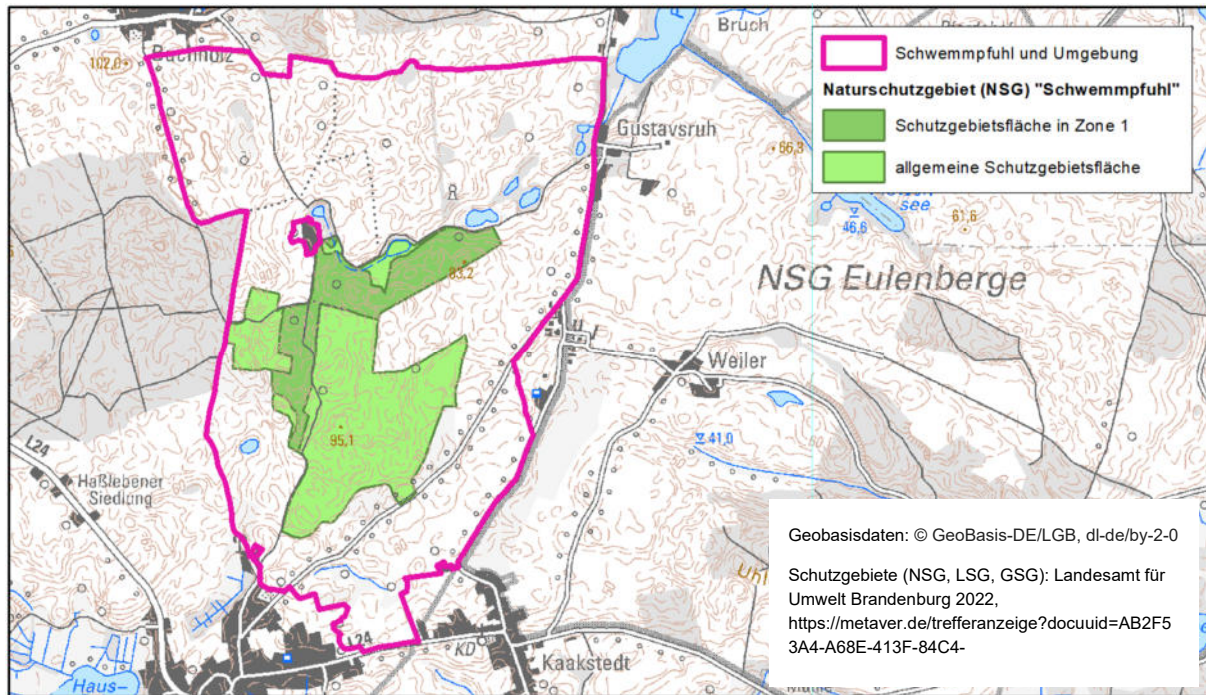 Buchholz
102,0
Bruch
Gustavsruh
66,3
see
46,6
61,6
NSG Eulenberge
83,2
Weiler
95,1
41,0
L24
Haßlebener
Siedlung
L24
KD
Kaakstedt
Haus-
Schwemmpfuhl und Umgebung
Naturschutzgebiet (NSG) "Schwemmpfuhl"
Schutzgebietsfläche in Zone 1
allgemeine Schutzgebietsfläche
Geobasisdaten: © GeoBasis-DE/LGB, dl-de/by-2-0
Schutzgebiete (NSG, LSG, GSG): Landesamt für
Umwelt Brandenburg 2022,
https://metaver.de/trefferanzeige?docuuid=AB2F5
3A4-A68E-413F-84C4-